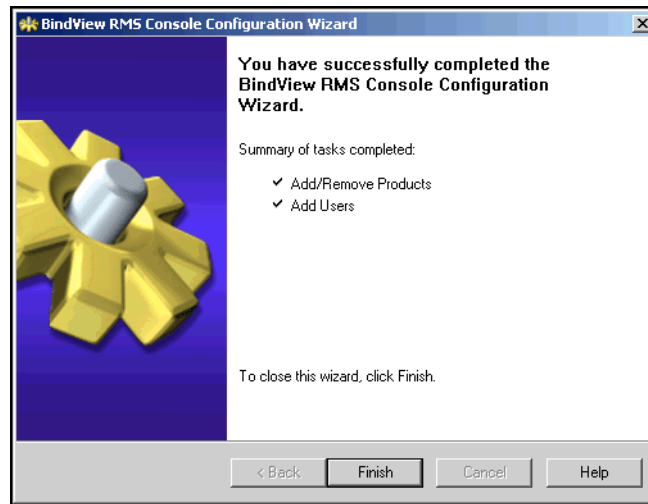 BindView RMS Console Configuration Wizard
You have successfully completed the
BindView RMS Console Configuration
Wizard.
Summary of tasks completed:
Add/Remove Products
Add Users
To close this wizard, click Finish.
< Back Finish Cancel Help